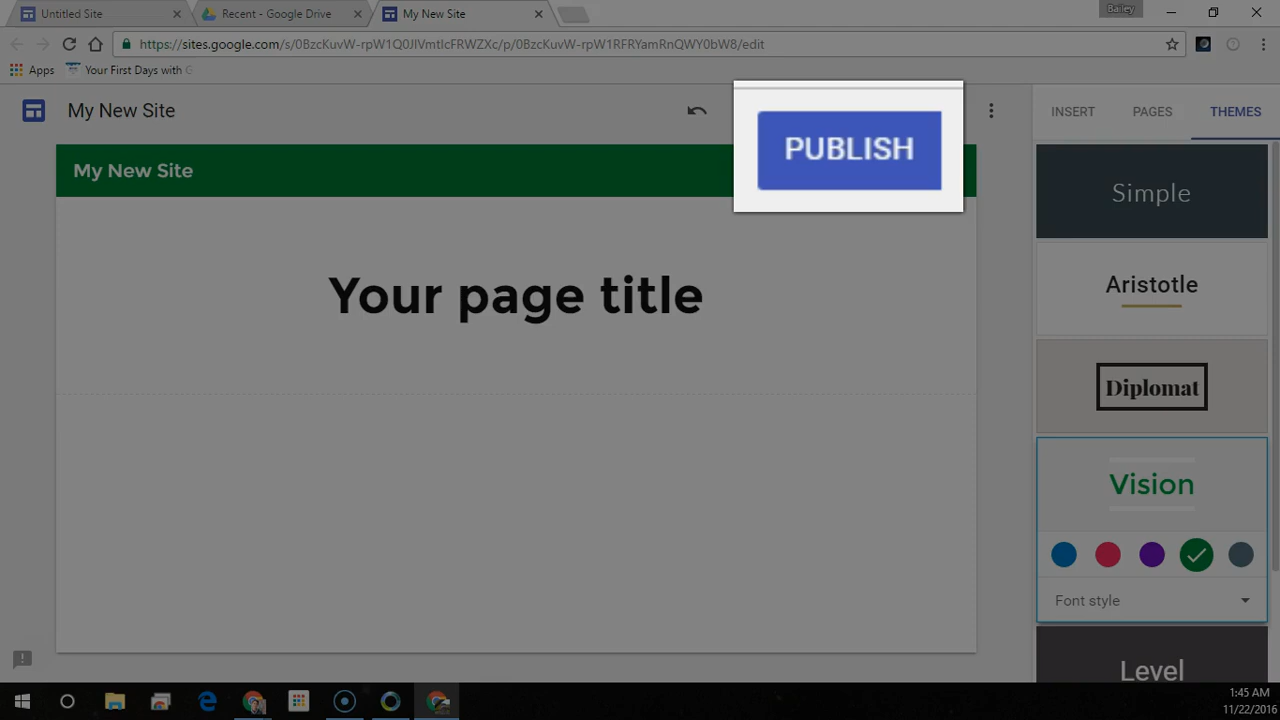 Untitled Site
Recent - Google Drive
My New Site
Bailey
https://sites.google.com/s/0BzcKuvW-rpW1Q0JIVmtIcFRWZXc/p/0BzcKuvW-rpW1RFRYamRnQWY0bW8/edit
Apps
Your First Days with G
My New Site
PUBLISH
INSERT
PAGES
THEMES
My New Site
Your page title
Simple
Aristotle
Diplomat
Vision
Font style
Level
1:45 AM
11/22/2016